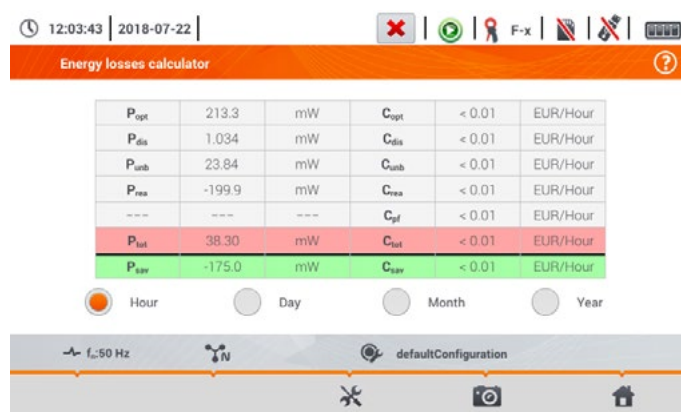 12:03:43 2018-07-22 F-x
Energy losses calculator ?
Popt 213.3 mW Copt < 0.01 EUR/Hour
Pdis 1.034 mW Cdis < 0.01 EUR/Hour
Punb 23.84 mW Cunb < 0.01 EUR/Hour
Prea -199.9 mW Crea < 0.01 EUR/Hour
--- --- --- Cpf < 0.01 EUR/Hour
Ptot 38.30 mW Ctot < 0.01 EUR/Hour
Psav -175.0 mW Csav < 0.01 EUR/Hour
Hour Day Month Year
fn:50 Hz N defaultConfiguration